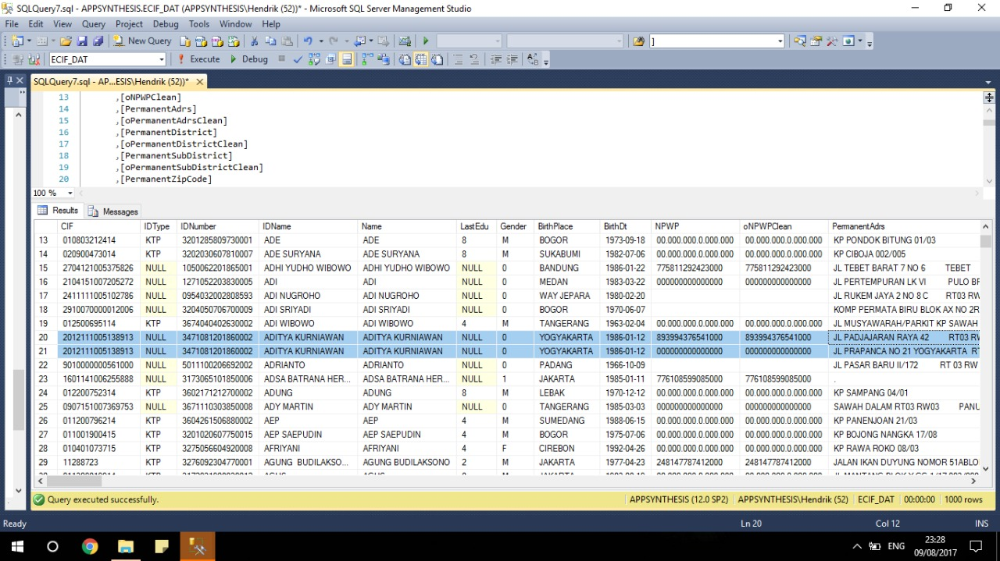 SQLQuery7.sql - APPSYNTHESIS.ECIF_DAT (APPSYNTHESIS\Hendrik (52))* - Microsoft SQL Server Management Studio
File Edit View Query Project Debug Tools Window Help
New Query ]
ECIF_DAT Execute Debug
SQLQuery7.sql - AP...ESIS\Hendrik (52))*
13 ,[oNPWPClean]
14 ,[PermanentAdrs]
15 ,[oPermanentAdrsClean]
16 ,[PermanentDistrict]
17 ,[oPermanentDistrictClean]
18 ,[PermanentSubDistrict]
19 ,[oPermanentSubDistrictClean]
20 ,[PermanentZipCode]
100 %
Results Messages
CIF IDType IDNumber IDName Name LastEdu Gender BirthPlace BirthDt NPWP oNPWPClean PermanentAdrs
13 010803212414 KTP 3201285809730001 ADE ADE 8 M BOGOR 1973-09-18 00.000.000.0.000.000 00.000.000.0.000.000 KP PONDOK BITUNG 01/03
14 020900473014 KTP 3202030607810007 ADE SURYANA ADE SURYANA 8 M SUKABUMI 1982-07-06 00.000.000.0.000.000 00.000.000.0.000.000 KP CIBOJA 002/005
15 2704121005375826 NULL 1050062201865001 ADHI YUDHO WIBOWO ADHI YUDHO WIBOWO NULL 0 BANDUNG 1986-01-22 775811292423000 775811292423000 JL TEBET BARAT 7 NO 6 TEBET
16 2104151007205272 NULL 1271052203830005 ADI ADI NULL 0 MEDAN 1983-03-22 000000000000000 000000000000000 JL PERTEMPURAN LK VI PULO BR
17 2411111005102786 NULL 0954032002808593 ADI NUGROHO ADI NUGROHO NULL 0 WAY JEPARA 1980-02-20 JL RUKEM JAYA 2 NO 8 C RT03 RW
18 2910070000012006 NULL 3204050706700009 ADI SRIYADI ADI SRIYADI NULL 0 BOGOR 1970-06-07 KOMP PERMATA BIRU BLOK AX NO 2R
19 012500695114 KTP 3674040402630002 ADI WIBOWO ADI WIBOWO 4 M TANGERANG 1963-02-04 00.000.000.0.000.000 00.000.000.0.000.000 JL MUSYAWARAH/PARKIT KP SAWAH
20 2012111005138913 NULL 3471081201860002 ADITYA KURNIAWAN ADITYA KURNIAWAN NULL 0 YOGYAKARTA 1986-01-12 893994376541000 893994376541000 JL PADJAJARAN RAYA 42 RT03 RW
21 2012111005138913 NULL 3471081201860002 ADITYA KURNIAWAN ADITYA KURNIAWAN NULL 0 YOGYAKARTA 1986-01-12 000000000000000 000000000000000 JL PRAPANCA NO 21 YOGYAKARTA RT
22 9010000000561000 NULL 5011100206692002 ADRIANTO ADRIANTO NULL 0 PADANG 1966-10-09 JL PASAR BARU II/172 RT 03 RW
23 1601141006255888 NULL 3173065101850006 ADSA BATRANA HER... ADSA BATRANA HER... NULL 1 JAKARTA 1985-01-11 776108599085000 776108599085000 .
24 012200752314 KTP 3602171212700002 ADUNG ADUNG 8 M LEBAK 1970-12-12 00.000.000.0.000.000 00.000.000.0.000.000 KP SAMPANG 04/01
25 0907151007369753 NULL 3671110303850008 ADY MARTIN ADY MARTIN NULL 0 TANGERANG 1985-03-03 000000000000000 000000000000000 SAWAH DALAM RT03 RW03 PANU
26 011200796214 KTP 3604261506880002 AEP AEP 4 M SUMEDANG 1988-06-15 00.000.000.0.000.000 00.000.000.0.000.000 KP PANENJOAN 21/03
27 011001900415 KTP 3201020607750015 AEP SAEPUDIN AEP SAEPUDIN 4 M BOGOR 1975-07-06 00.000.000.0.000.000 00.000.000.0.000.000 KP BOJONG NANGKA 17/08
28 010401073715 KTP 3275056604920008 AFRIYANI AFRIYANI 4 F CIREBON 1992-04-26 00.000.000.0.000.000 00.000.000.0.000.000 KP RAWA ROKO 08/03
29 11288723 KTP 3276092304770001 AGUNG BUDILAKSO... AGUNG BUDILAKSONO 2 M JAKARTA 1977-04-23 248147787412000 248147787412000 JALAN IKAN DUYUNG NOMOR 51ABLO
Query executed successfully. APPSYNTHESIS (12.0 SP2) APPSYNTHESIS\Hendrik (52) ECIF_DAT 00:00:00 1000 rows
Ready Ln 20 Col 12 INS
ENG 23:28
09/08/2017